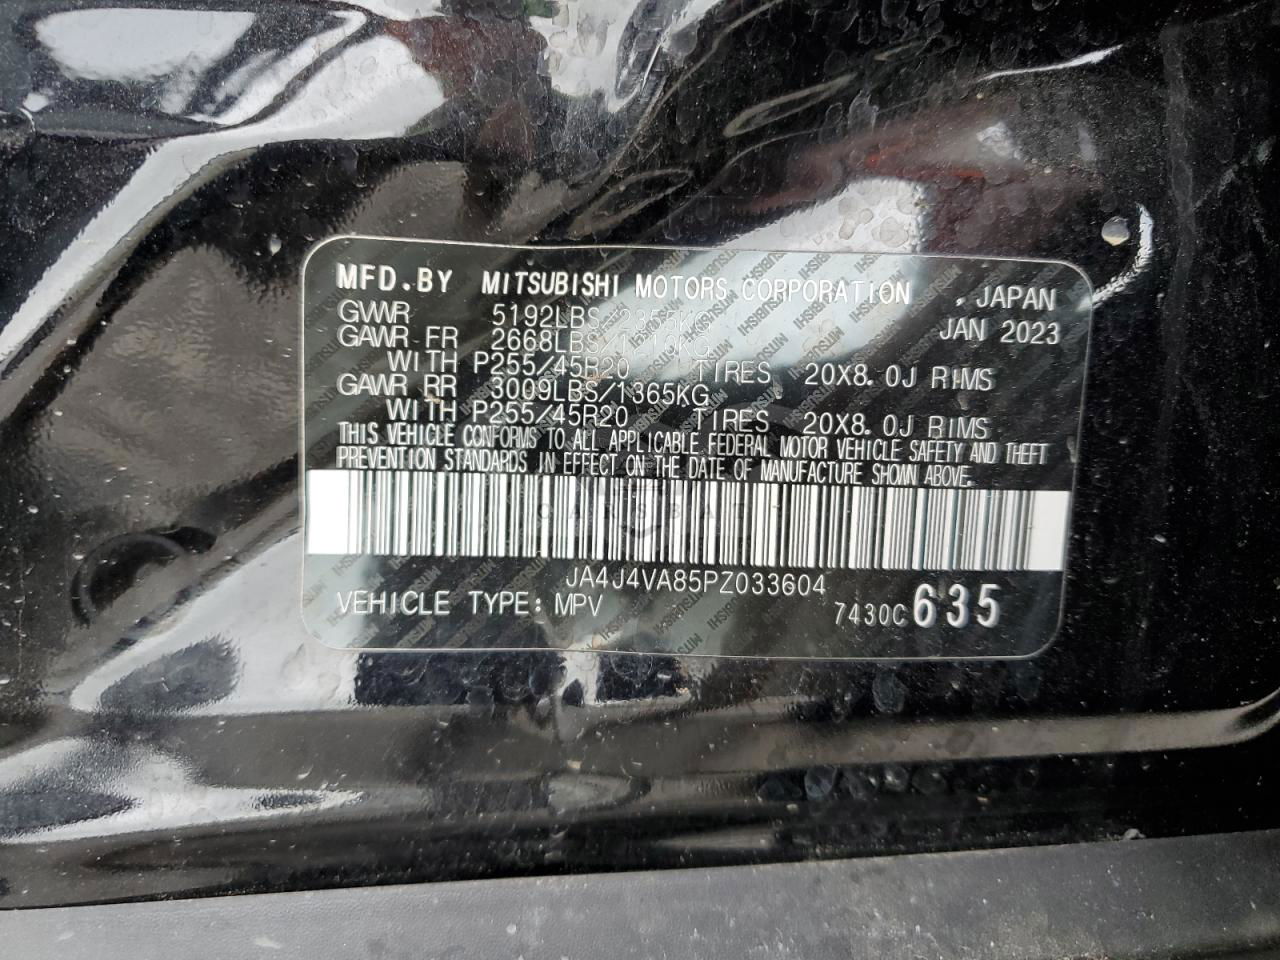 MFD.BY MITSUBISHI MOTORS CORPORATION , JAPAN
GVWR 5192LBS/2355KG JAN 2023
GAWR FR 2668LBS/1210KG
WITH P255/45R20 TIRES 20X8.0J RIMS
GAWR RR 3009LBS/1365KG
WITH P255/45R20 TIRES 20X8.0J RIMS
THIS VEHICLE CONFORMS TO ALL APPLICABLE FEDERAL MOTOR VEHICLE SAFETY AND THEFT
PREVENTION STANDARDS IN EFFECT ON THE DATE OF MANUFACTURE SHOWN ABOVE.
JA4J4VA85PZ033604
VEHICLE TYPE: MPV 7430C 635